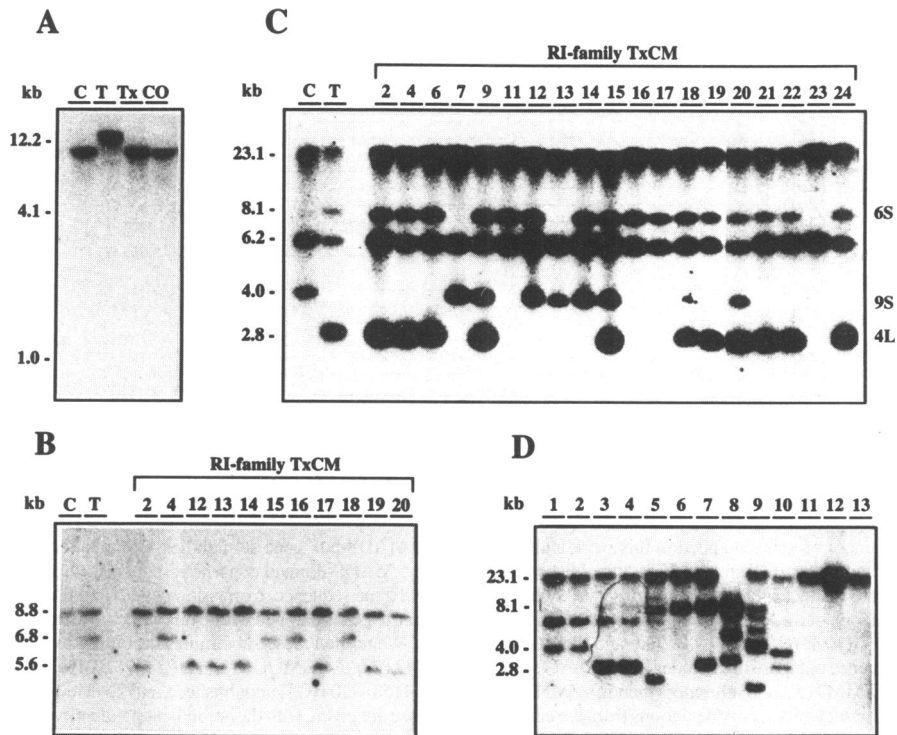 A
kb C T Tx CO
12.2 -
4.1 -
1.0 -
C
RI-family TxCM
kb C T 2 4 6 7 9 11 12 13 14 15 16 17 18 19 20 21 22 23 24
23.1 -
8.1 -
6.2 -
4.0 -
2.8 -
6S
9S
4L
B
RI-family TxCM
kb C T 2 4 12 13 14 15 16 17 18 19 20
8.8 -
6.8 -
5.6 -
D
kb 1 2 3 4 5 6 7 8 9 10 11 12 13
23.1 -
8.1 -
4.0 -
2.8 -